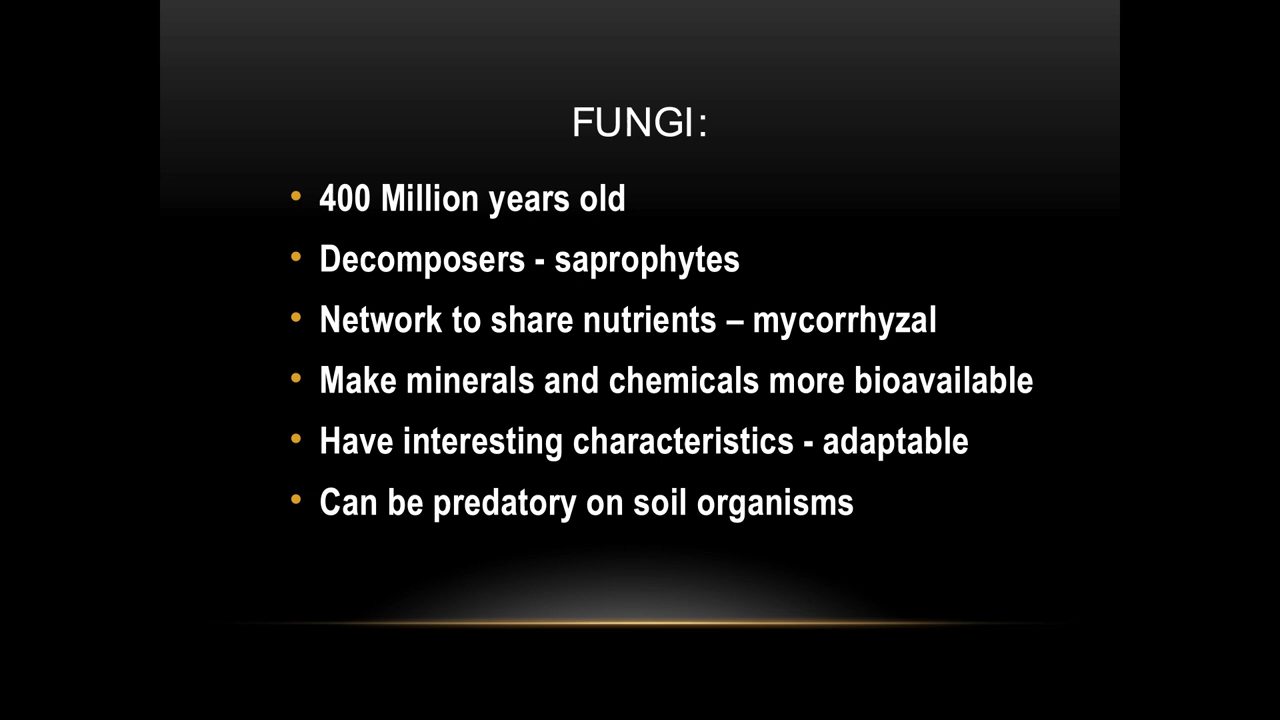 FUNGI:
• 400 Million years old
• Decomposers - saprophytes
• Network to share nutrients – mycorrhyzal
• Make minerals and chemicals more bioavailable
• Have interesting characteristics - adaptable
• Can be predatory on soil organisms